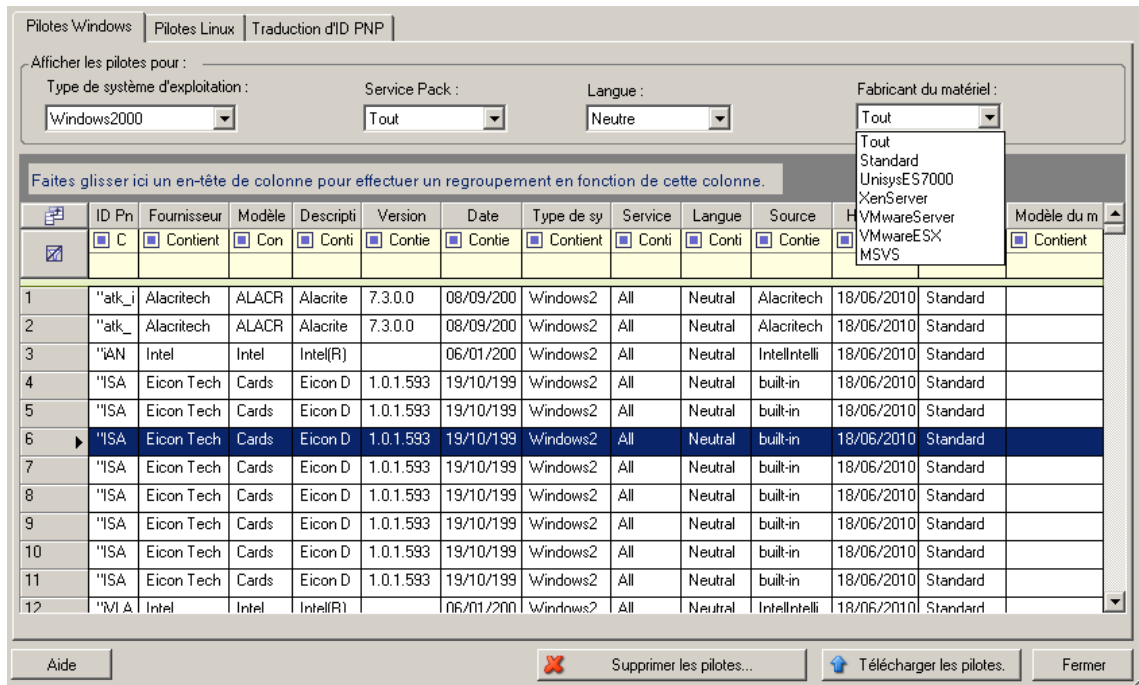 Pilotes Windows Pilotes Linux Traduction d'ID PNP
Afficher les pilotes pour :
Type de système d'exploitation : Service Pack : Langue : Fabricant du matériel :
Windows2000 Tout Neutre Tout
Tout
Standard
UnisysES7000
XenServer
VMwareServer
VMwareESX
MSVS
Faites glisser ici un en-tête de colonne pour effectuer un regroupement en fonction de cette colonne.
ID Pn Fournisseur Modèle Descripti Version Date Type de sy Service Langue Source H Modèle du m
C Contient Con Conti Contie Contie Contient Conti Conti Contie Contient
1 "atk_i Alacritech ALACR Alacrite 7.3.0.0 08/09/200 Windows2 All Neutral Alacritech 18/06/2010 Standard
2 "atk_ Alacritech ALACR Alacrite 7.3.0.0 08/09/200 Windows2 All Neutral Alacritech 18/06/2010 Standard
3 "iAN Intel Intel Intel(R) 06/01/200 Windows2 All Neutral IntelIntelli 18/06/2010 Standard
4 "ISA Eicon Tech Cards Eicon D 1.0.1.593 19/10/199 Windows2 All Neutral built-in 18/06/2010 Standard
5 "ISA Eicon Tech Cards Eicon D 1.0.1.593 19/10/199 Windows2 All Neutral built-in 18/06/2010 Standard
6 "ISA Eicon Tech Cards Eicon D 1.0.1.593 19/10/199 Windows2 All Neutral built-in 18/06/2010 Standard
7 "ISA Eicon Tech Cards Eicon D 1.0.1.593 19/10/199 Windows2 All Neutral built-in 18/06/2010 Standard
8 "ISA Eicon Tech Cards Eicon D 1.0.1.593 19/10/199 Windows2 All Neutral built-in 18/06/2010 Standard
9 "ISA Eicon Tech Cards Eicon D 1.0.1.593 19/10/199 Windows2 All Neutral built-in 18/06/2010 Standard
10 "ISA Eicon Tech Cards Eicon D 1.0.1.593 19/10/199 Windows2 All Neutral built-in 18/06/2010 Standard
11 "ISA Eicon Tech Cards Eicon D 1.0.1.593 19/10/199 Windows2 All Neutral built-in 18/06/2010 Standard
12 Intel Intel Intel(R) 06/01/200 Windows2 All Neutral IntelIntelli 18/06/2010 Standard
Aide Supprimer les pilotes... Télécharger les pilotes. Fermer